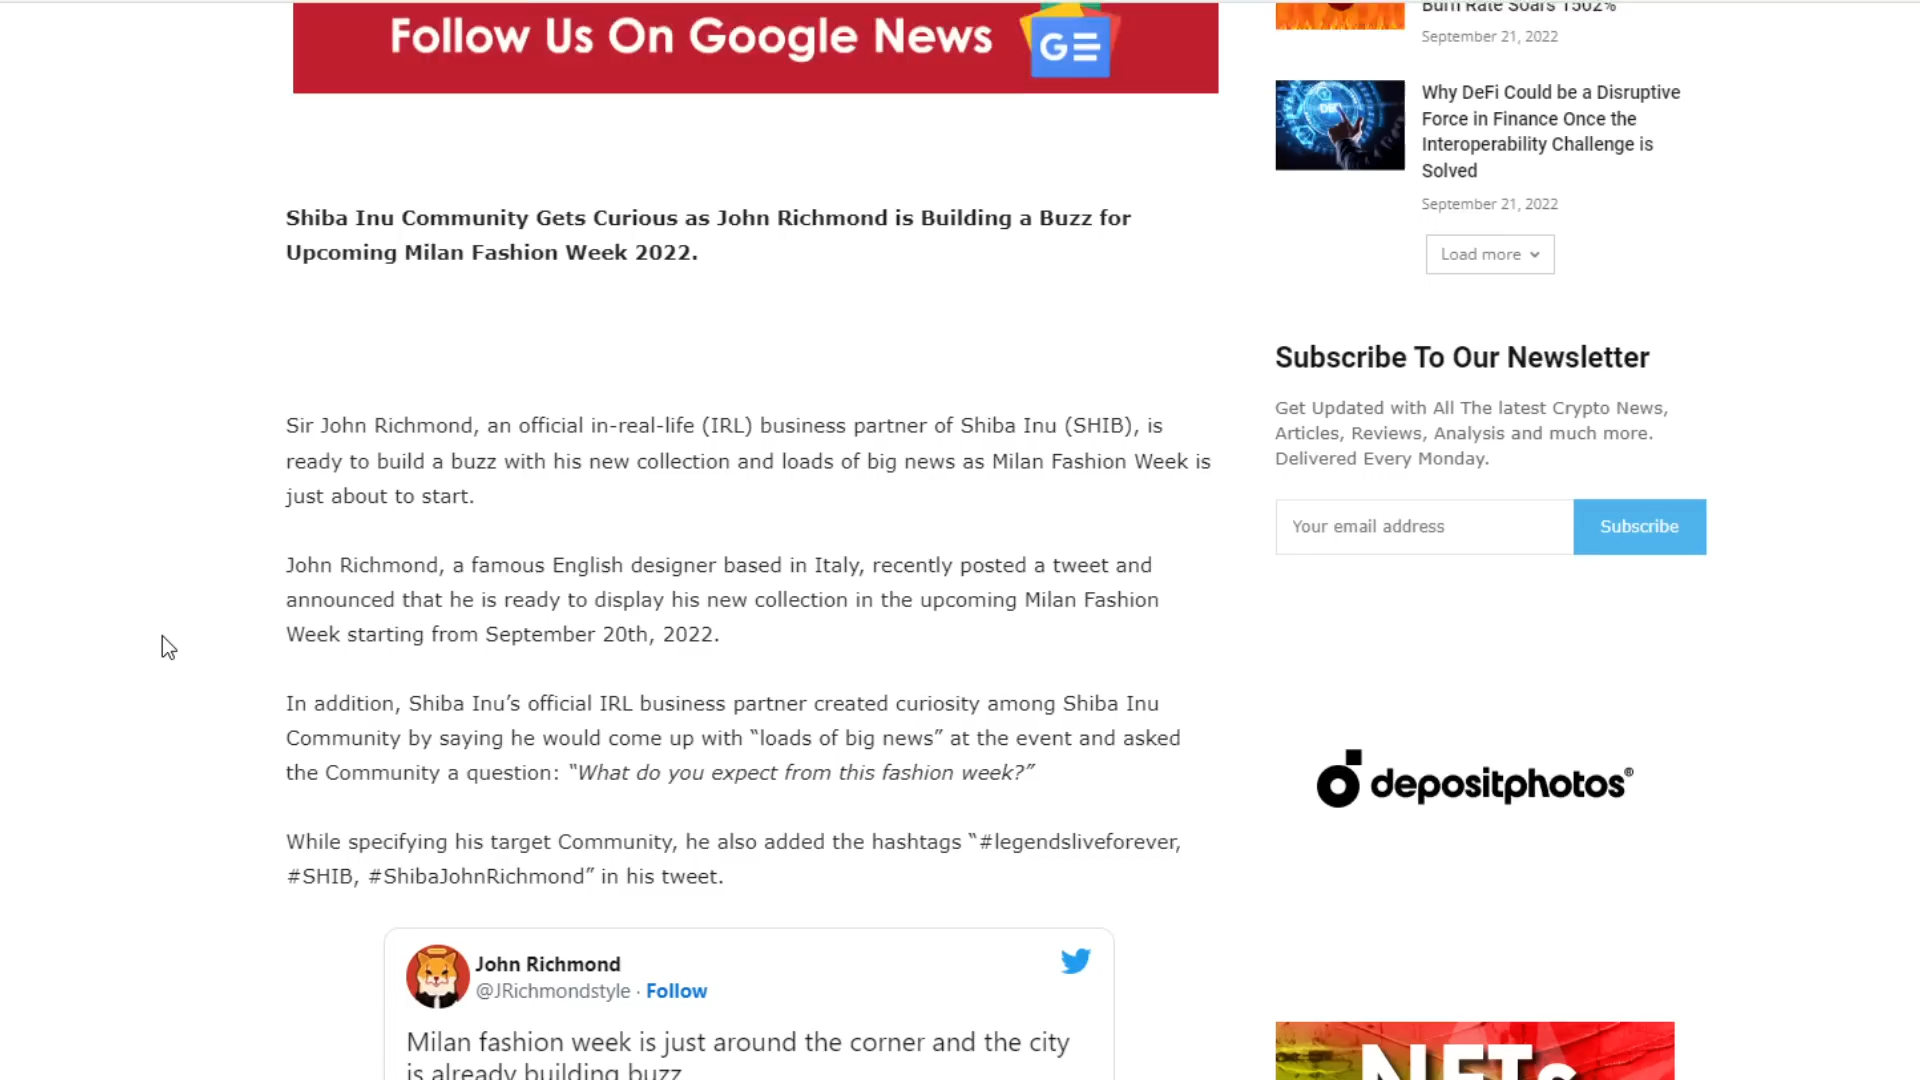 Follow Us On Google News
GE
Shiba Inu Community Gets Curious as John Richmond is Building a Buzz for
Upcoming Milan Fashion Week 2022.
Sir John Richmond, an official in-real-life (IRL) business partner of Shiba Inu (SHIB), is
ready to build a buzz with his new collection and loads of big news as Milan Fashion Week is
just about to start.
John Richmond, a famous English designer based in Italy, recently posted a tweet and
announced that he is ready to display his new collection in the upcoming Milan Fashion
Week starting from September 20th, 2022.
In addition, Shiba Inu’s official IRL business partner created curiosity among Shiba Inu
Community by saying he would come up with “loads of big news” at the event and asked
the Community a question: “What do you expect from this fashion week?”
While specifying his target Community, he also added the hashtags “#legendsliveforever,
#SHIB, #ShibaJohnRichmond” in his tweet.
John Richmond
@JRichmondstyle · Follow
Milan fashion week is just around the corner and the city
is already building buzz
Burn Rate Soars 1502%
September 21, 2022
DEFI
Why DeFi Could be a Disruptive
Force in Finance Once the
Interoperability Challenge is
Solved
September 21, 2022
Load more
Subscribe To Our Newsletter
Get Updated with All The latest Crypto News,
Articles, Reviews, Analysis and much more.
Delivered Every Monday.
Your email address
Subscribe
depositphotos®
NFTs